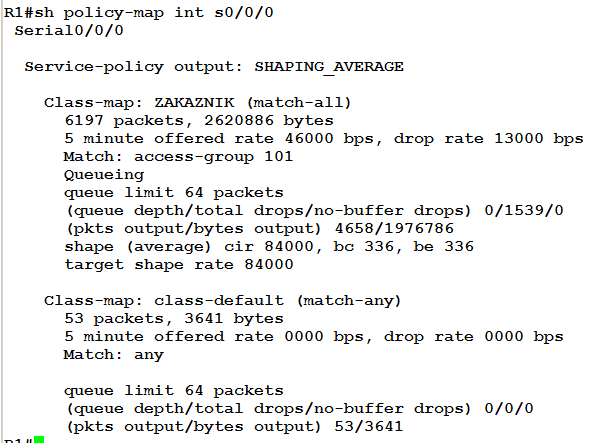 R1#sh policy-map int s0/0/0
Serial0/0/0
Service-policy output: SHAPING_AVERAGE
Class-map: ZAKAZNIK (match-all)
6197 packets, 2620886 bytes
5 minute offered rate 46000 bps, drop rate 13000 bps
Match: access-group 101
Queueing
queue limit 64 packets
(queue depth/total drops/no-buffer drops) 0/1539/0
(pkts output/bytes output) 4658/1976786
shape (average) cir 84000, bc 336, be 336
target shape rate 84000
Class-map: class-default (match-any)
53 packets, 3641 bytes
5 minute offered rate 0000 bps, drop rate 0000 bps
Match: any
queue limit 64 packets
(queue depth/total drops/no-buffer drops) 0/0/0
(pkts output/bytes output) 53/3641
R1#